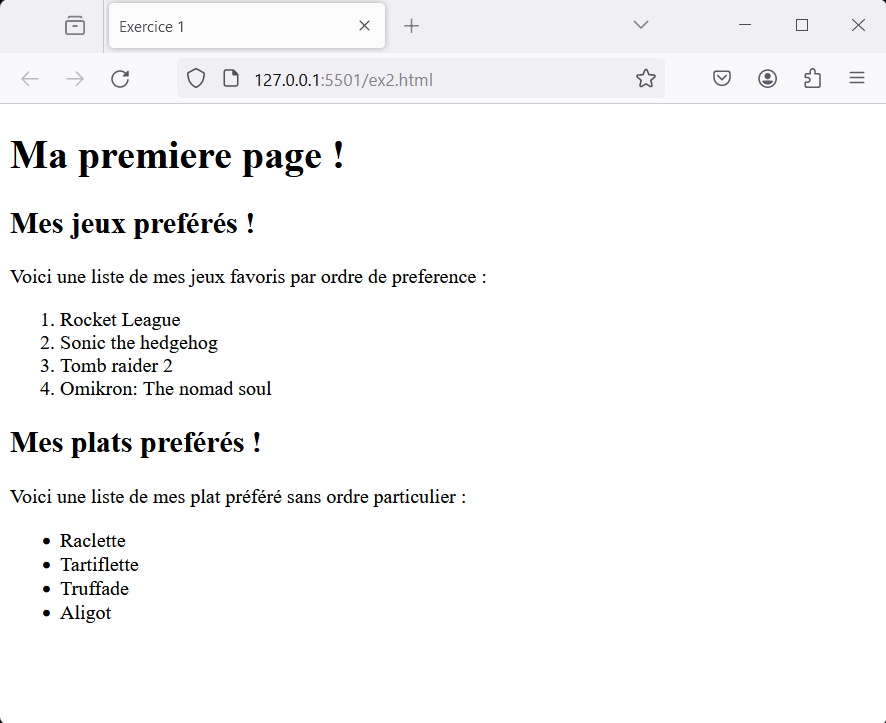 Exercice 1
127.0.0.1:5501/ex2.html
Ma premiere page !
Mes jeux preférés !
Voici une liste de mes jeux favoris par ordre de preference :
1. Rocket League
2. Sonic the hedgehog
3. Tomb raider 2
4. Omikron: The nomad soul
Mes plats preférés !
Voici une liste de mes plat préféré sans ordre particulier :
• Raclette
• Tartiflette
• Truffade
• Aligot